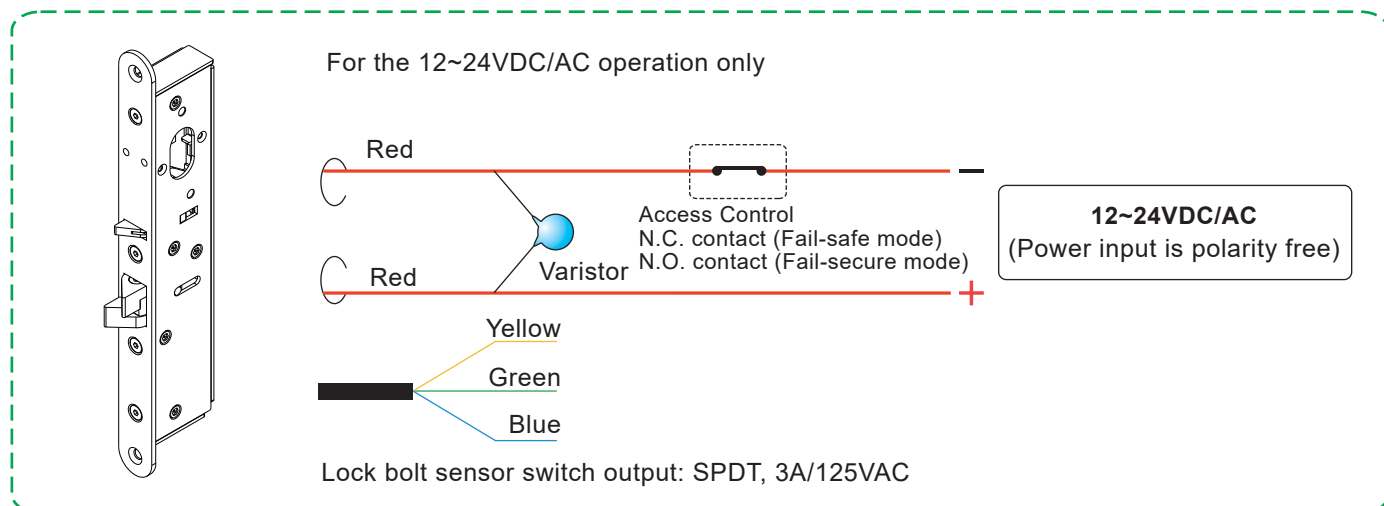 For the 12~24VDC/AC operation only
Red
Access Control
N.C. contact (Fail-safe mode)
N.O. contact (Fail-secure mode)
Varistor
Red
−
+
12~24VDC/AC
(Power input is polarity free)
Yellow
Green
Blue
Lock bolt sensor switch output: SPDT, 3A/125VAC